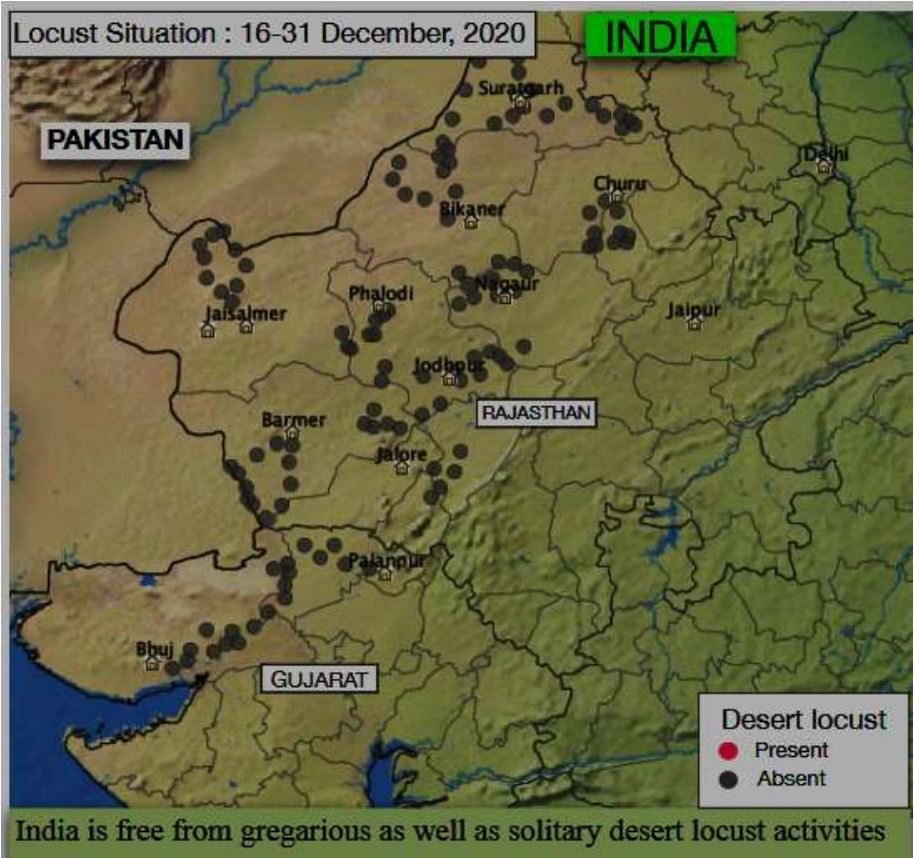 Locust Situation : 16-31 December, 2020
INDIA
PAKISTAN
Suratgarh
Delhi
Churu
Bikaner
Nagaur
Phalodi
Jaisalmer
Jaipur
Jodhpur
RAJASTHAN
Barmer
Jalore
Palanpur
Bhuj
GUJARAT
Desert locust
Present
Absent
India is free from gregarious as well as solitary desert locust activities